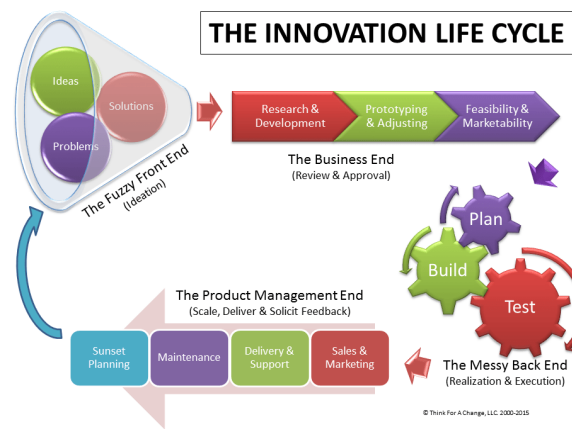 THE INNOVATION LIFE CYCLE
Ideas
Solutions
Problems
The Fuzzy Front End
(Ideation)
Research &
Development
Prototyping
& Adjusting
Feasibility &
Marketability
The Business End
(Review & Approval)
Plan
Build
Test
The Messy Back End
(Realization & Execution)
The Product Management End
(Scale, Deliver & Solicit Feedback)
Sunset
Planning
Maintenance
Delivery &
Support
Sales &
Marketing
© Think For A Change, LLC. 2000-2015